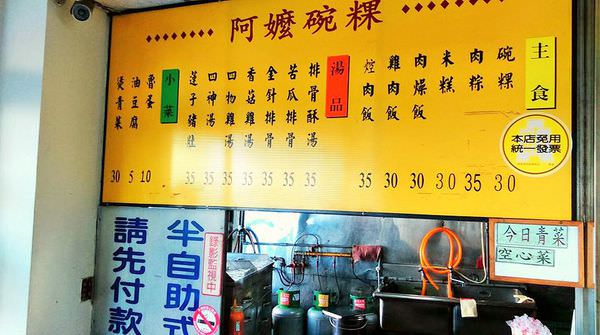 阿嬤碗粿
主食
碗粿 30
肉粽 35
米糕 30
肉燥飯 30
雞肉飯 30
焢肉飯 35
湯品
排骨酥湯 35
苦瓜排骨 35
金針排骨 35
香菇雞湯 35
四物雞湯 35
四神湯 35
蓮子豬肚 35
小菜
魯蛋 10
油豆腐 5
燙青菜 30
本店免用
統一發票
今日青菜
空心菜
半自助式
請先付款
錄影監視中